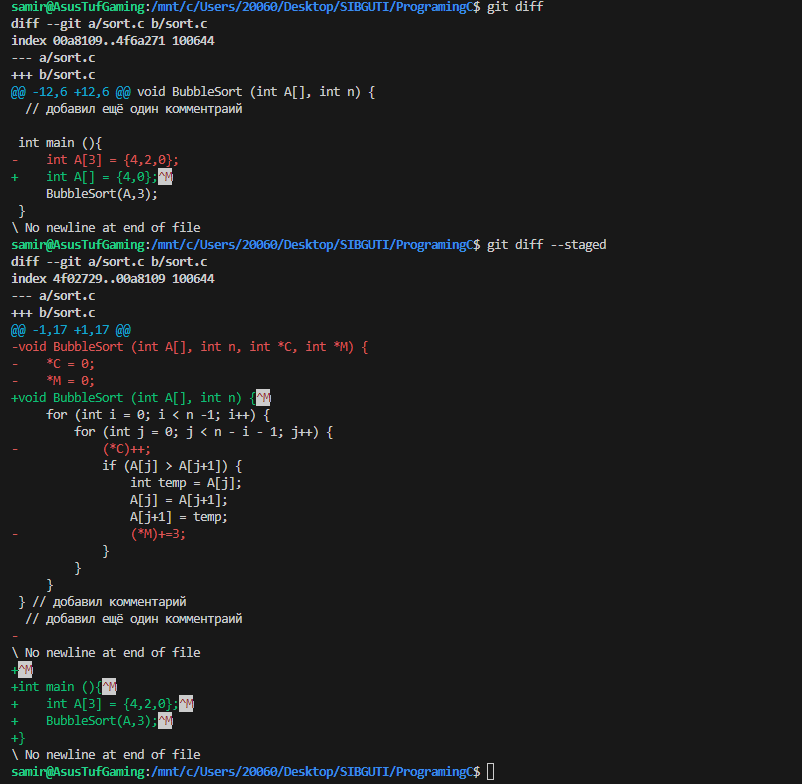 samir@AsusTufGaming:/mnt/c/Users/20060/Desktop/SIBGUTI/ProgramingC$ git diff
diff --git a/sort.c b/sort.c
index 00a8109..4f6a271 100644
--- a/sort.c
+++ b/sort.c
@@ -12,6 +12,6 @@ void BubbleSort (int A[], int n) {
  // добавил ещё один комментраий

 int main (){
-    int A[3] = {4,2,0};
+    int A[] = {4,0};^M
     BubbleSort(A,3);
 }
\ No newline at end of file
samir@AsusTufGaming:/mnt/c/Users/20060/Desktop/SIBGUTI/ProgramingC$ git diff --staged
diff --git a/sort.c b/sort.c
index 4f02729..00a8109 100644
--- a/sort.c
+++ b/sort.c
@@ -1,17 +1,17 @@
-void BubbleSort (int A[], int n, int *C, int *M) {
-    *C = 0;
-    *M = 0;
+void BubbleSort (int A[], int n) {^M
     for (int i = 0; i < n -1; i++) {
         for (int j = 0; j < n - i - 1; j++) {
-            (*C)++;
             if (A[j] > A[j+1]) {
                 int temp = A[j];
                 A[j] = A[j+1];
                 A[j+1] = temp;
-                (*M)+=3;
             }
         }
     }
 } // добавил комментарий
  // добавил ещё один комментраий
-
\ No newline at end of file
+^M
+int main (){^M
+    int A[3] = {4,2,0};^M
+    BubbleSort(A,3);^M
+}
\ No newline at end of file
samir@AsusTufGaming:/mnt/c/Users/20060/Desktop/SIBGUTI/ProgramingC$